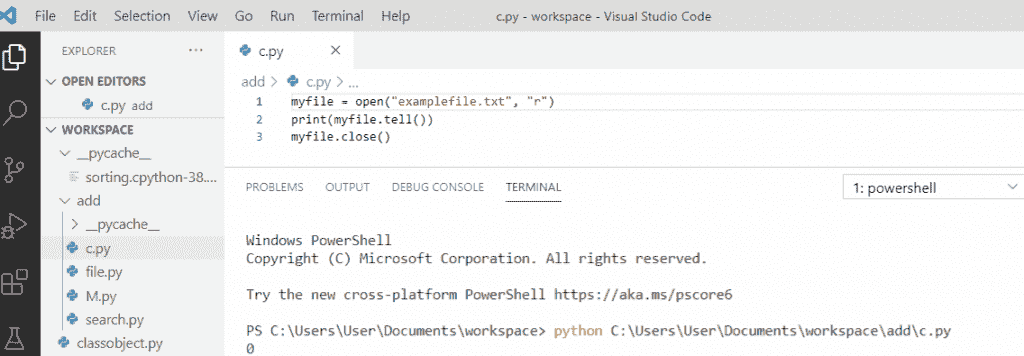 File Edit Selection View Go Run Terminal Help c.py - workspace - Visual Studio Code
EXPLORER ...
OPEN EDITORS
c.py add
WORKSPACE
__pycache__
sorting.cpython-38....
add
__pycache__
c.py
file.py
M.py
search.py
classobject.py
c.py
add > c.py > ...
1 myfile = open("examplefile.txt", "r")
2 print(myfile.tell())
3 myfile.close()
PROBLEMS OUTPUT DEBUG CONSOLE TERMINAL 1: powershell
Windows PowerShell
Copyright (C) Microsoft Corporation. All rights reserved.
Try the new cross-platform PowerShell https://aka.ms/pscore6
PS C:\Users\User\Documents\workspace> python C:\Users\User\Documents\workspace\add\c.py
0